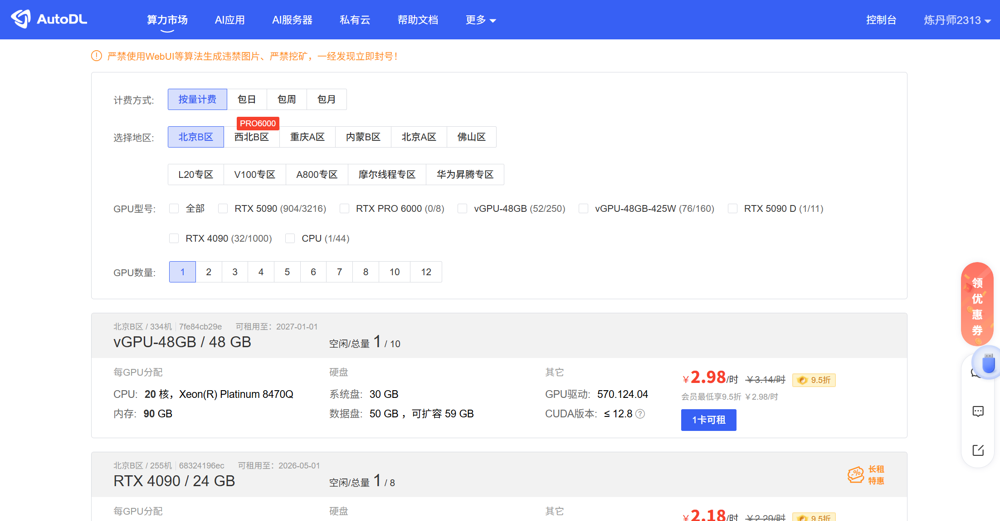 AutoDL 算力市场 AI应用 AI服务器 私有云 帮助文档 更多 控制台 炼丹师2313
严禁使用WebUI等算法生成违禁图片、严禁挖矿，一经发现立即封号！
计费方式: 按量计费 包日 包周 包月
PRO6000
选择地区: 北京B区 西北B区 重庆A区 内蒙B区 北京A区 佛山区
L20专区 V100专区 A800专区 摩尔线程专区 华为昇腾专区
GPU型号: 全部 RTX 5090 (904/3216) RTX PRO 6000 (0/8) vGPU-48GB (52/250) vGPU-48GB-425W (76/160) RTX 5090 D (1/11)
RTX 4090 (32/1000) CPU (1/44)
GPU数量: 1 2 3 4 5 6 7 8 10 12
领优惠券
北京B区 / 334机 7fe84cb29e 可租用至：2027-01-01
vGPU-48GB / 48 GB 空闲/总量 1 / 10
每GPU分配 硬盘 其它
￥2.98/时 ￥3.14/时 9.5折
CPU: 20 核，Xeon(R) Platinum 8470Q 系统盘: 30 GB GPU驱动: 570.124.04
会员最低享9.5折 ￥2.98/时
内存: 90 GB 数据盘: 50 GB，可扩容 59 GB CUDA版本: ≤ 12.8 ?
1卡可租
北京B区 / 255机 68324196ec 可租用至：2026-05-01
RTX 4090 / 24 GB 空闲/总量 1 / 8
长租
特惠
每GPU分配 硬盘 其它
￥2.18/时 ￥2.29/时 9.5折